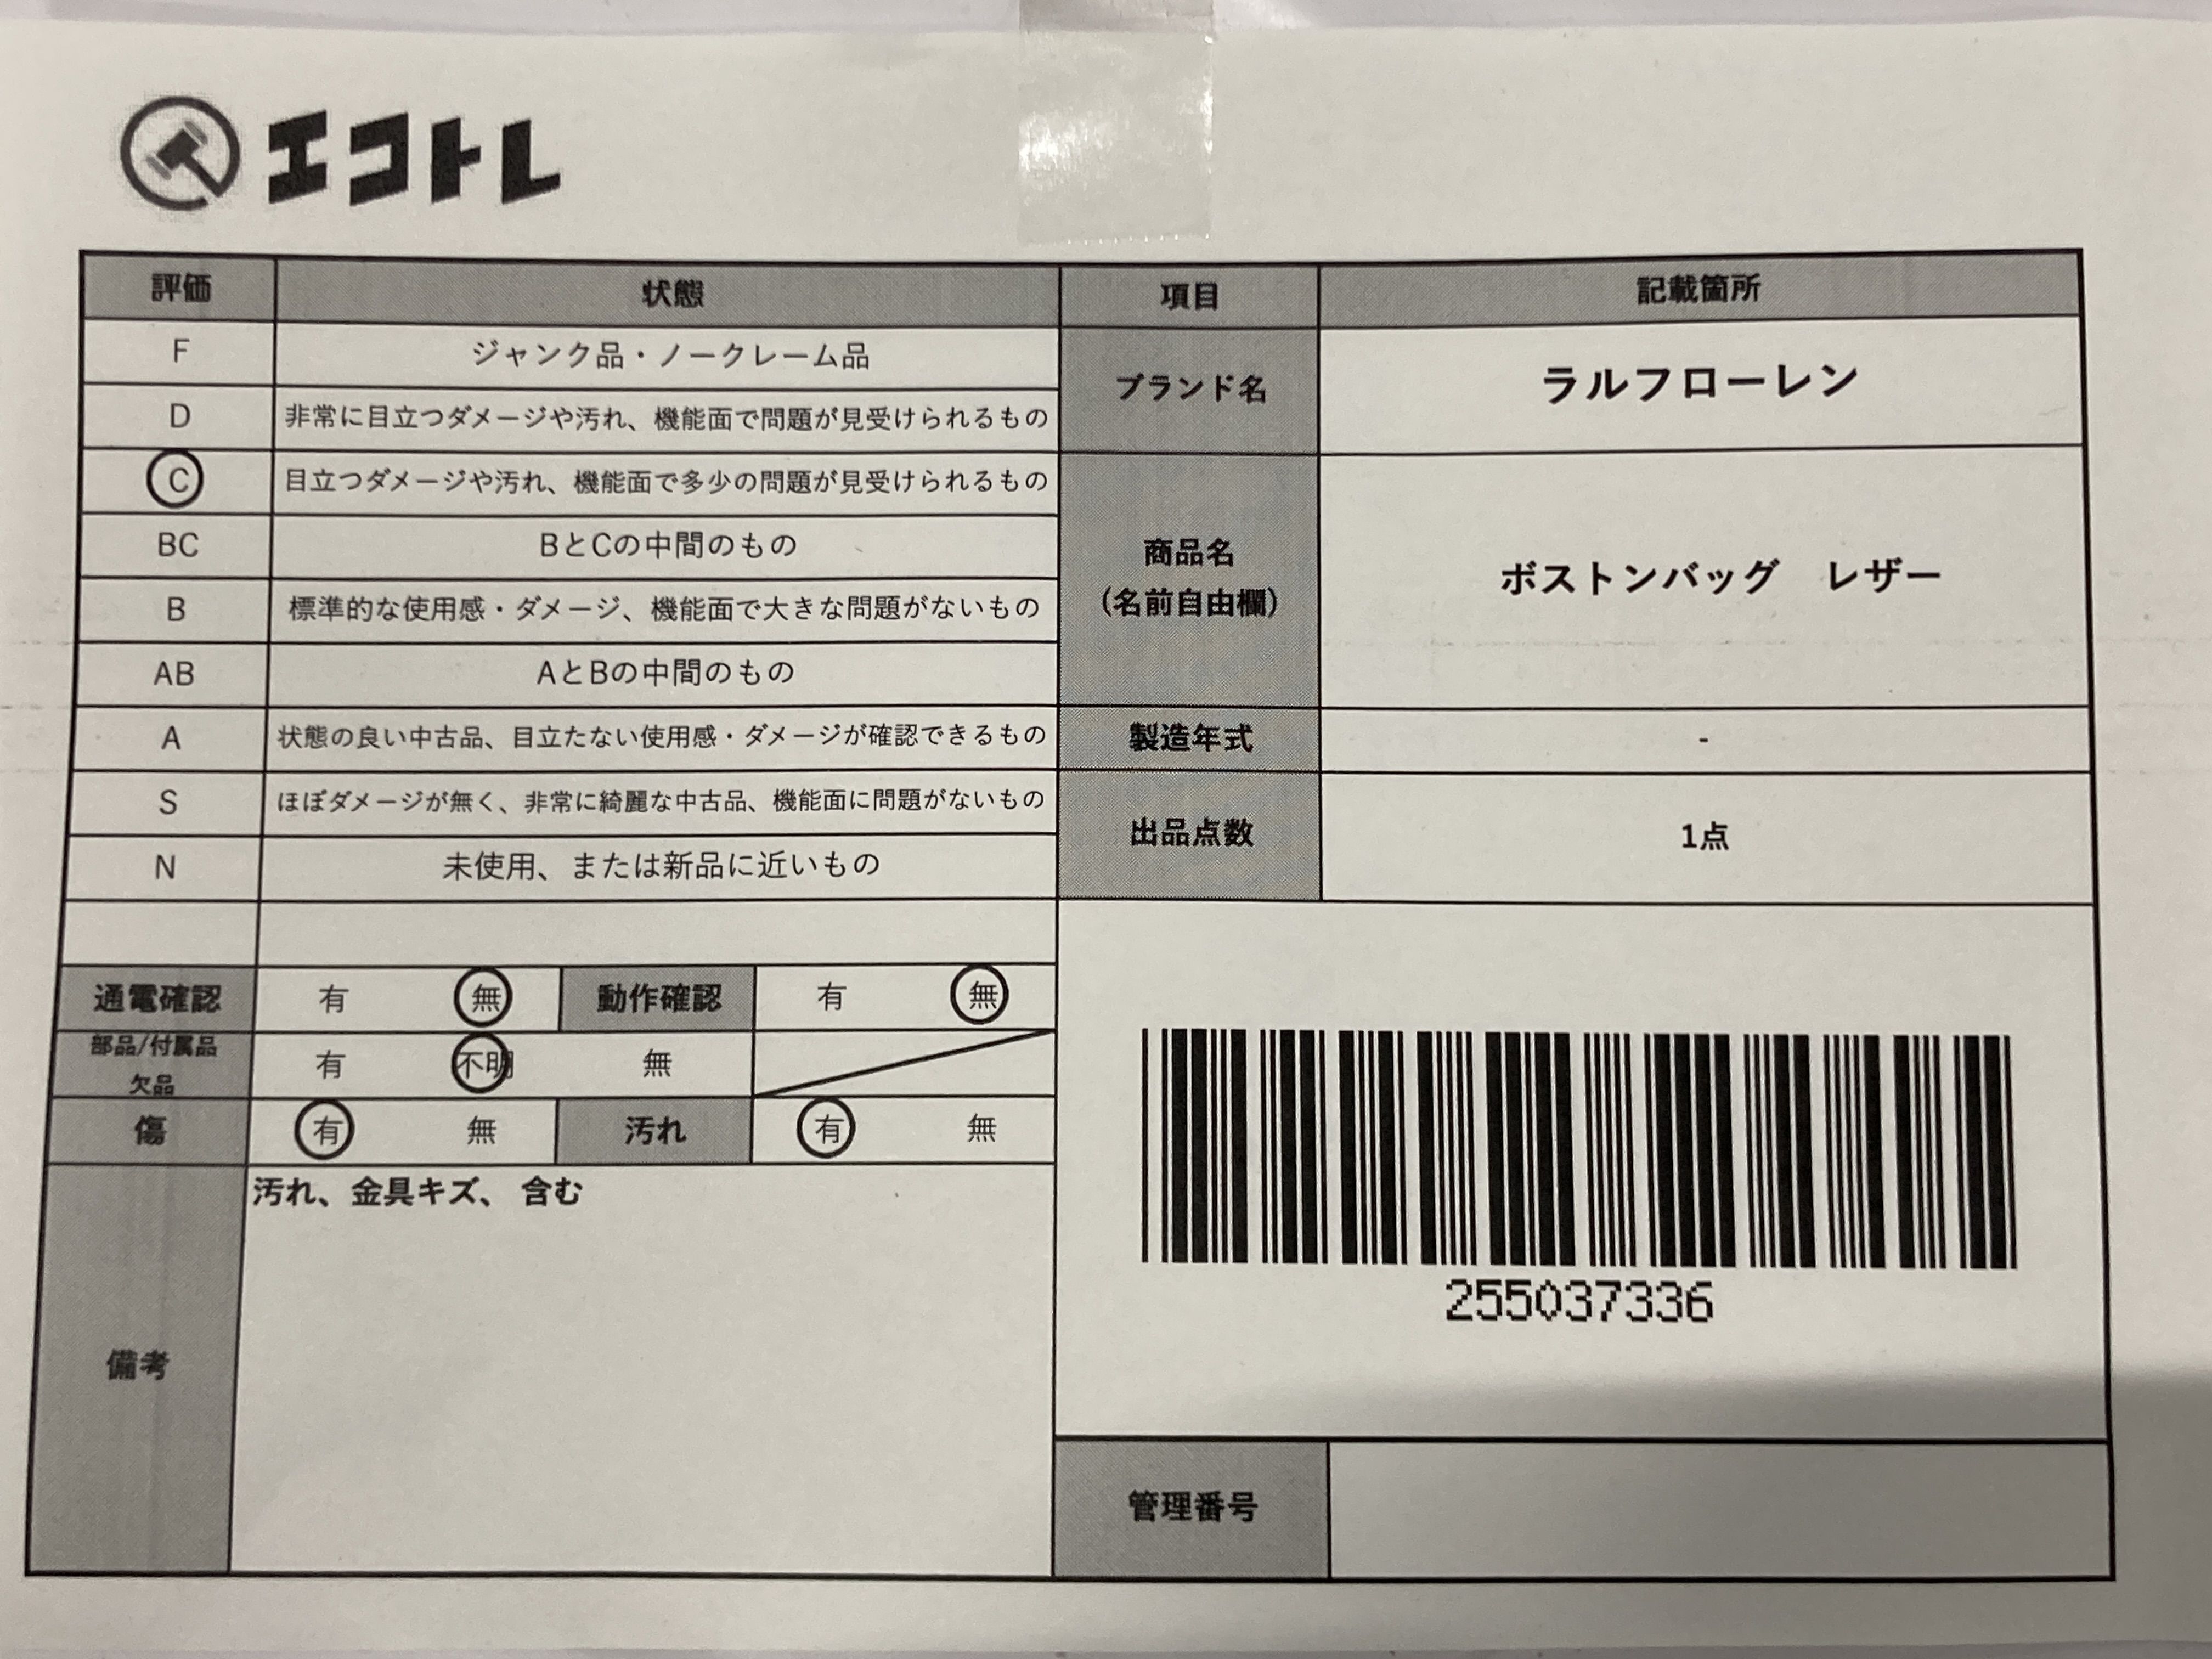 エコトレ
評価 状態 項目 記載箇所
F ジャンク品・ノークレーム品
D 非常に目立つダメージや汚れ、機能面で問題が見受けられるもの
C 目立つダメージや汚れ、機能面で多少の問題が見受けられるもの
BC BとCの中間のもの
B 標準的な使用感・ダメージ、機能面で大きな問題がないもの
AB AとBの中間のもの
A 状態の良い中古品、目立たない使用感・ダメージが確認できるもの
S ほぼダメージが無く、非常に綺麗な中古品、機能面に問題がないもの
N 未使用、または新品に近いもの
通電確認 有 無 動作確認 有 無
部品/付属品
欠品 有 不明 無
傷 有 無 汚れ 有 無
備考 汚れ、金具キズ、 含む
ブランド名 ラルフローレン
商品名
(名前自由欄) ボストンバッグ　レザー
製造年式 -
出品点数 1点
255037336
管理番号